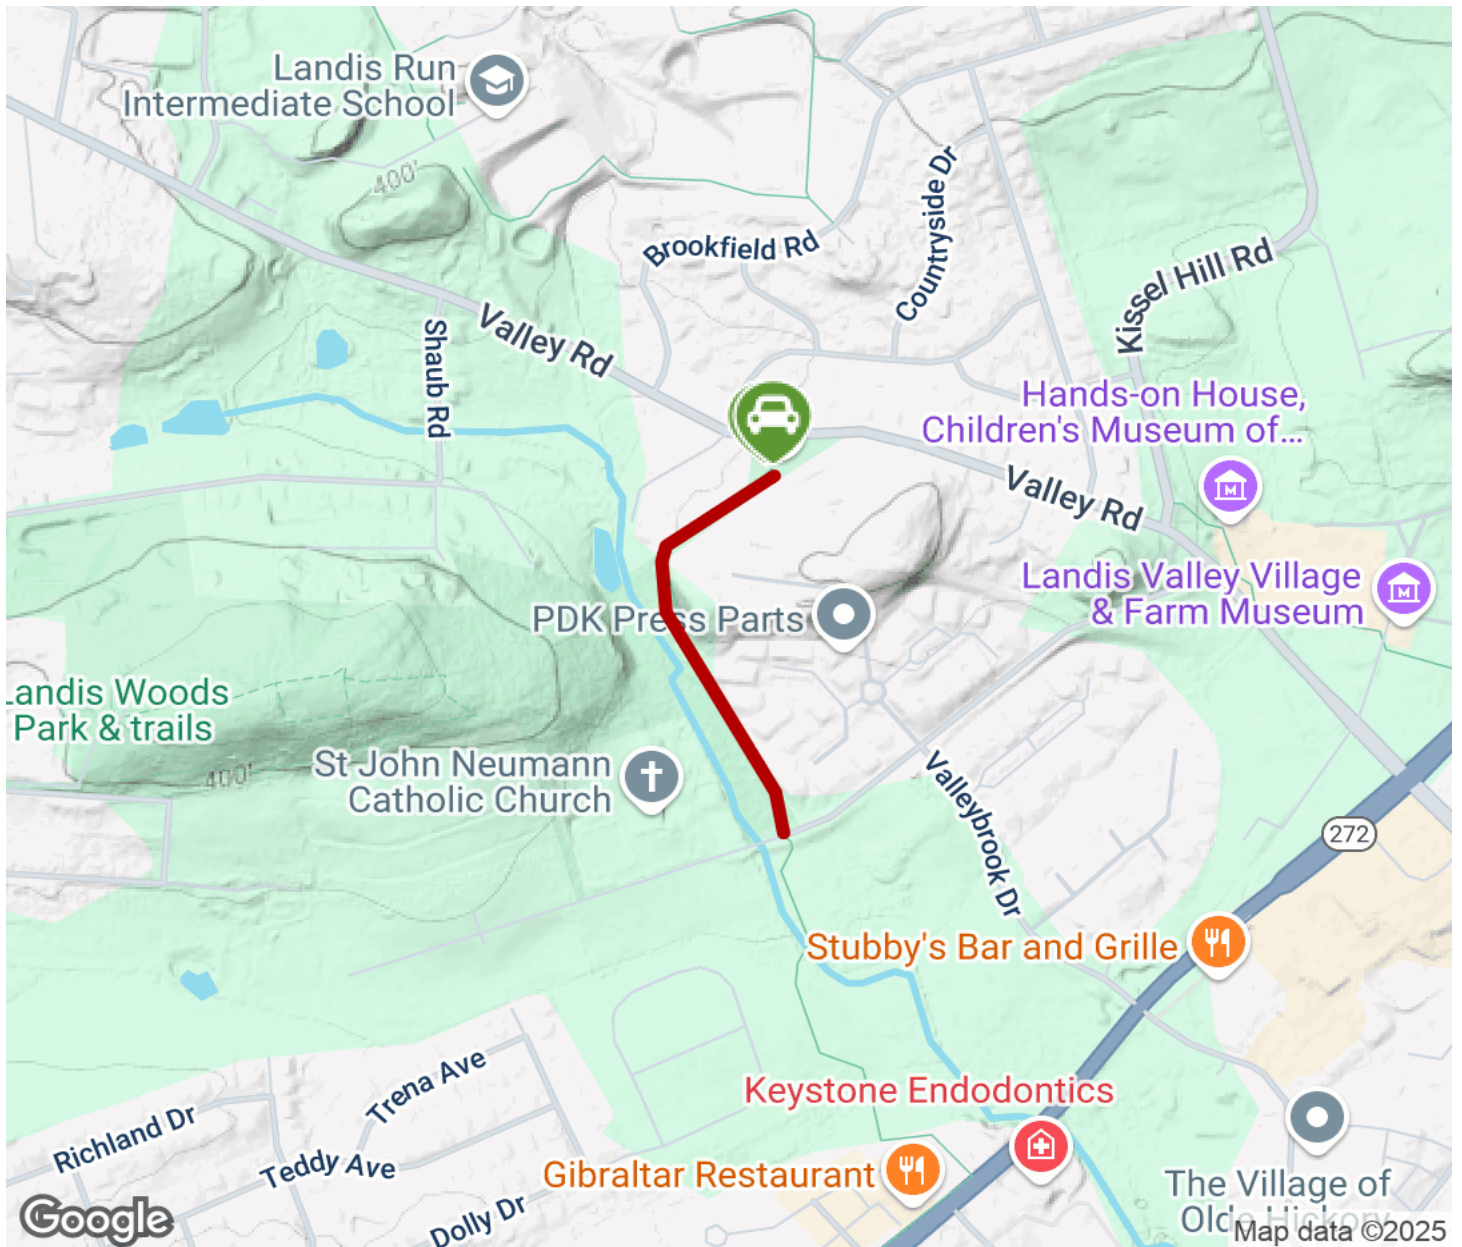 Landis Run
Intermediate School
400'
Brookfield Rd
Countryside Dr
Kissel Hill Rd
Valley Rd
Shaub Rd
Hands-on House,
Children's Museum of...
Valley Rd
Landis Valley Village
& Farm Museum
PDK Press Parts
Landis Woods
Park & trails
400'
St John Neumann
Catholic Church
Valleybrook Dr
272
Stubby's Bar and Grille
Trena Ave
Keystone Endodontics
Richland Dr
Teddy Ave
Gibraltar Restaurant
Dolly Dr
The Village of
Olde Hickory
Google
Map data ©2025